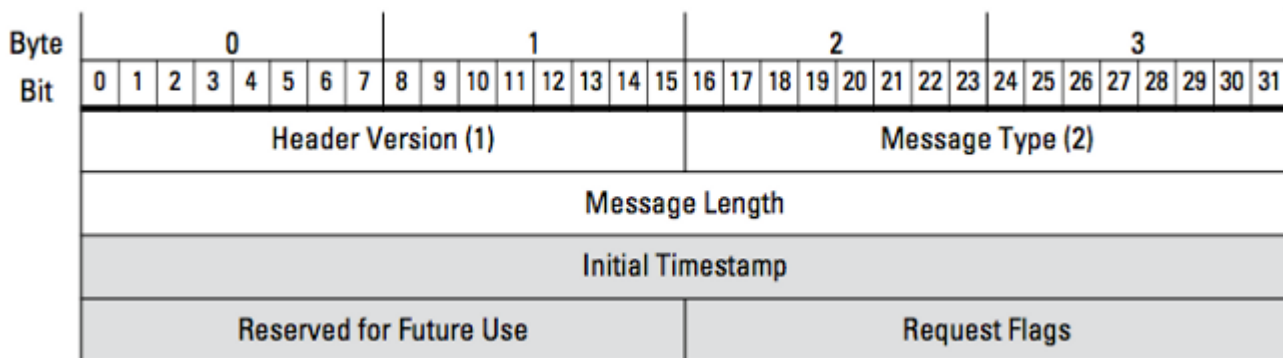 Byte 0 1 2 3
Bit 0 1 2 3 4 5 6 7 8 9 10 11 12 13 14 15 16 17 18 19 20 21 22 23 24 25 26 27 28 29 30 31
Header Version (1) Message Type (2)
Message Length
Initial Timestamp
Reserved for Future Use Request Flags